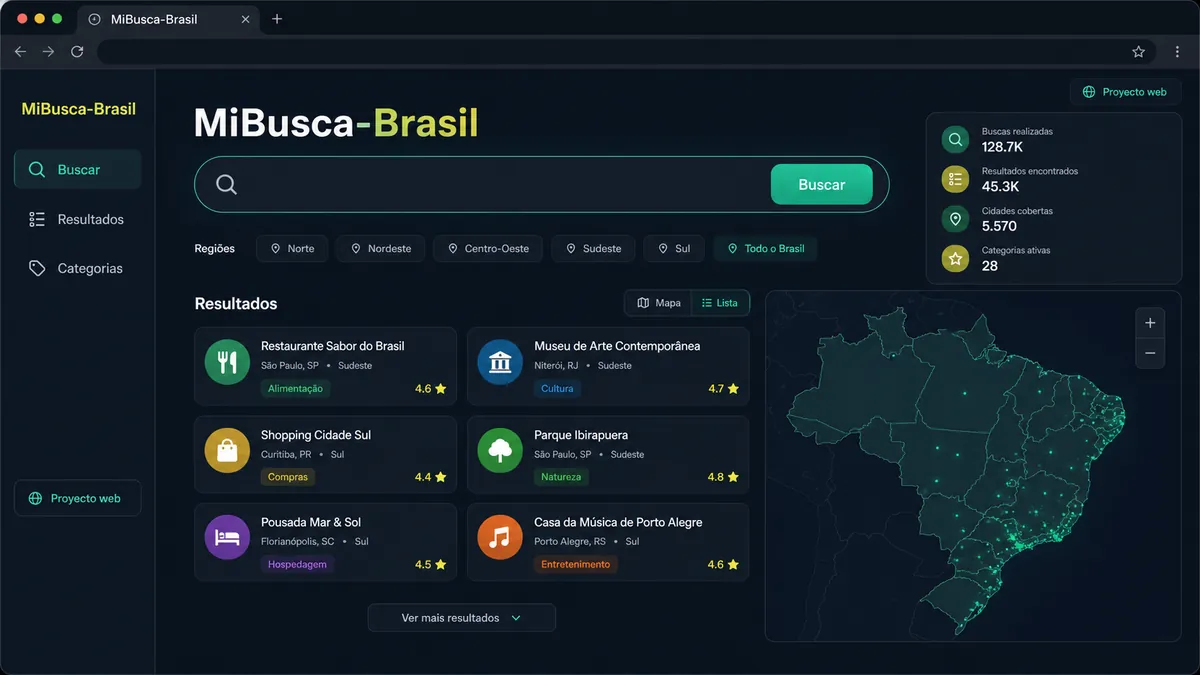 MiBusca-Brasil
MiBusca-Brasil
Buscar
Resultados
Categorias
Proyecto web
MiBusca-Brasil
Buscar
Regiões
Norte
Nordeste
Centro-Oeste
Sudeste
Sul
Todo o Brasil
Resultados
Mapa
Lista
Restaurante Sabor do Brasil
São Paulo, SP • Sudeste
Alimentação
4.6
Museu de Arte Contemporânea
Niterói, RJ • Sudeste
Cultura
4.7
Shopping Cidade Sul
Curitiba, PR • Sul
Compras
4.4
Parque Ibirapuera
São Paulo, SP • Sudeste
Natureza
4.8
Pousada Mar & Sol
Florianópolis, SC • Sul
Hospedagem
4.5
Casa da Música de Porto Alegre
Porto Alegre, RS • Sul
Entretenimento
4.6
Ver mais resultados
Proyecto web
Buscas realizadas
128.7K
Resultados encontrados
45.3K
Cidades cobertas
5.570
Categorias ativas
28
+
−